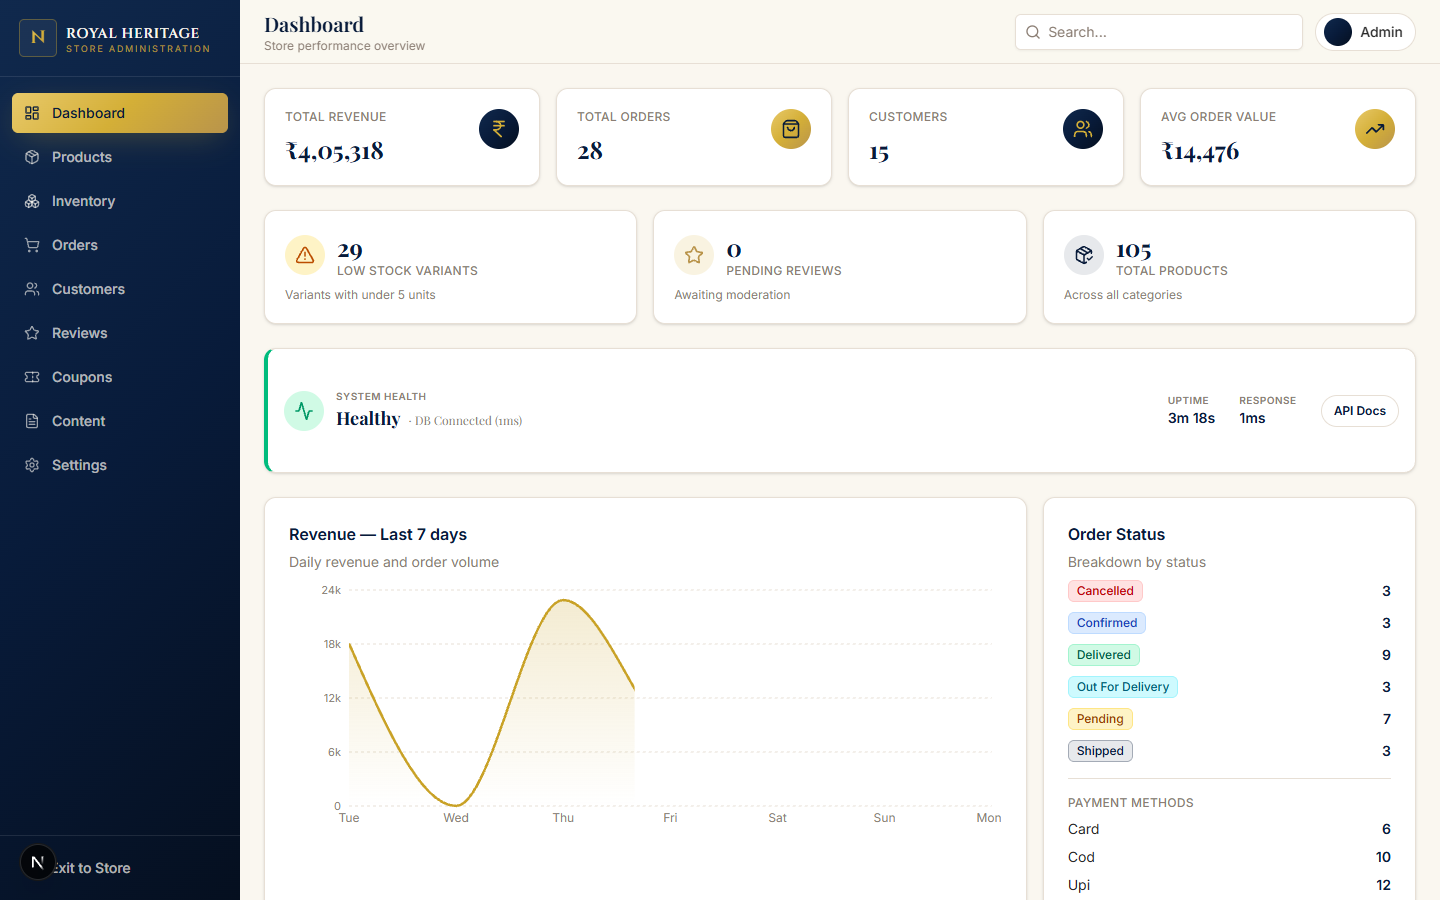 N
ROYAL HERITAGE
STORE ADMINISTRATION
Dashboard
Products
Inventory
Orders
Customers
Reviews
Coupons
Content
Settings
N
Exit to Store
Dashboard
Store performance overview
Search...
Admin
TOTAL REVENUE
₹4,05,318
TOTAL ORDERS
28
CUSTOMERS
15
AVG ORDER VALUE
₹14,476
29
LOW STOCK VARIANTS
Variants with under 5 units
0
PENDING REVIEWS
Awaiting moderation
105
TOTAL PRODUCTS
Across all categories
SYSTEM HEALTH
Healthy · DB Connected (1ms)
UPTIME
3m 18s
RESPONSE
1ms
API Docs
Revenue — Last 7 days
Daily revenue and order volume
24k
18k
12k
6k
0
Tue Wed Thu Fri Sat Sun Mon
Order Status
Breakdown by status
Cancelled 3
Confirmed 3
Delivered 9
Out For Delivery 3
Pending 7
Shipped 3
PAYMENT METHODS
Card 6
Cod 10
Upi 12